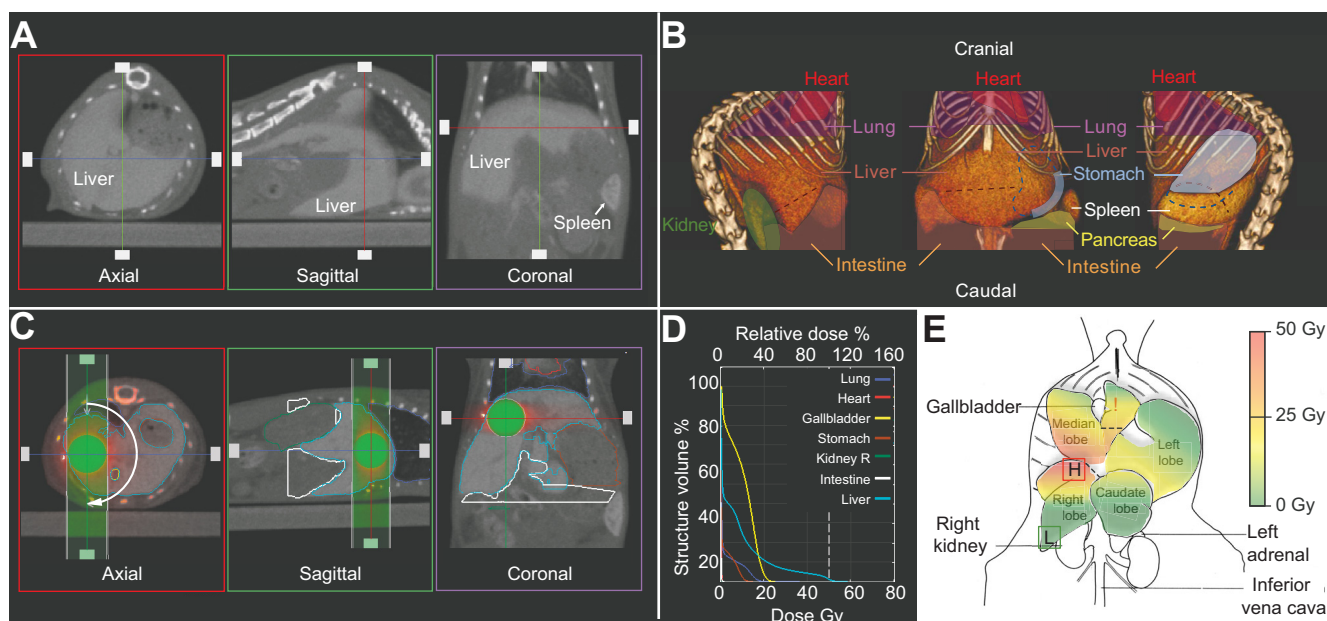 A
Liver
Axial
Liver
Sagittal
Liver
Spleen
Coronal
B
Cranial
Heart
Heart
Heart
Lung
Lung
Liver
Liver
Stomach
Kidney
Spleen
Pancreas
Intestine
Intestine
Caudal
C
Axial
Sagittal
Coronal
D
Relative dose %
0 40 80 120 160
Structure volume %
100
80
60
40
20
Lung
Heart
Gallbladder
Stomach
Kidney R
Intestine
Liver
0 20 40 60 80
Dose Gy
E
50 Gy
25 Gy
0 Gy
Gallbladder
!
Median
lobe
Left
lobe
H
Right
lobe
Caudate
lobe
L
Right
kidney
Left
adrenal
Inferior
vena cava